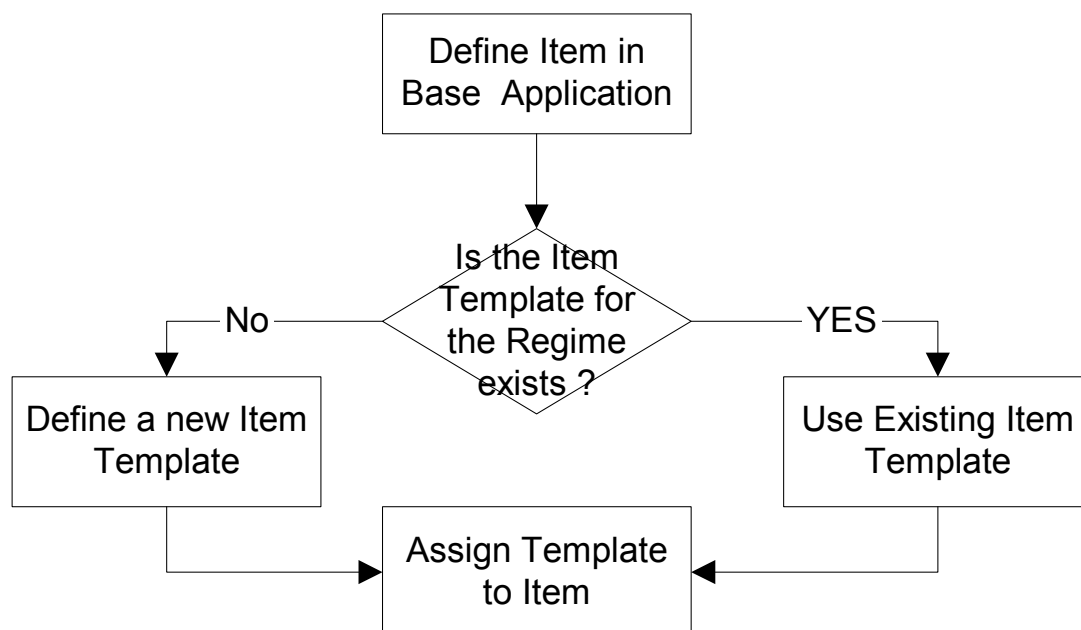 Define Item in
Base Application
Is the Item
Template for
the Regime
exists ?
No
YES
Define a new Item
Template
Use Existing Item
Template
Assign Template
to Item